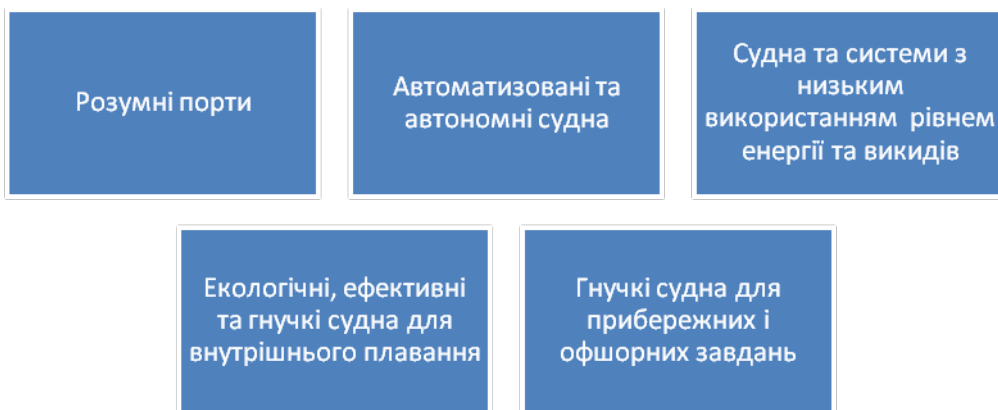 Розумні порти
Автоматизовані та
автономні судна
Судна та системи з
низьким
використанням рівнем
енергії та викидів
Екологічні, ефективні
та гнучкі судна для
внутрішнього плавання
Гнучкі судна для
прибережних і
офшорних завдань